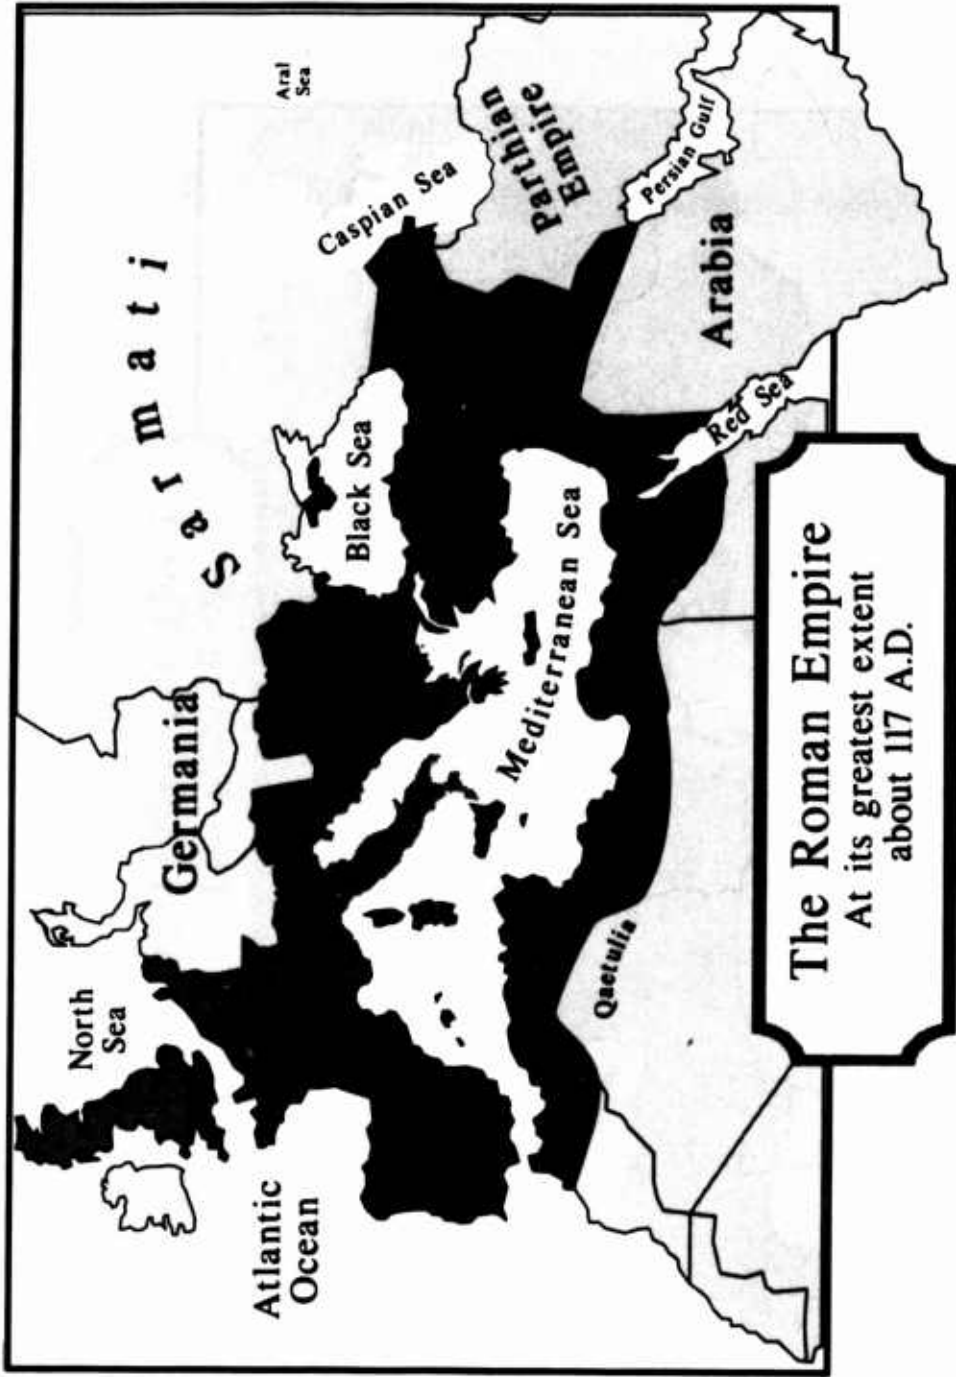 North
Sea
Germania
Sarmati
Aral
Sea
Caspian Sea
Black Sea
Parthian
Empire
Persian Gulf
Arabia
Red Sea
Mediterranean Sea
Atlantic
Ocean
Qaetulia
The Roman Empire
At its greatest extent
about 117 A.D.